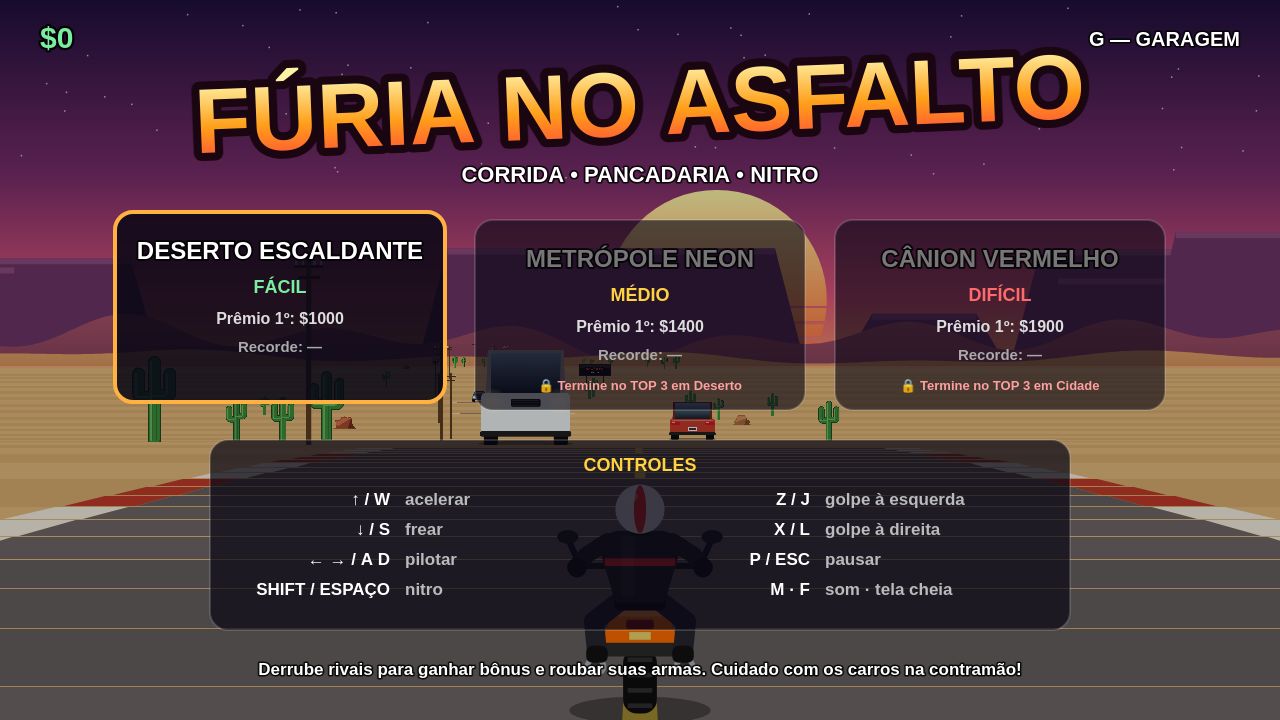 $0
G — GARAGEM
FÚRIA NO ASFALTO
CORRIDA • PANCADARIA • NITRO
DESERTO ESCALDANTE
FÁCIL
Prêmio 1º: $1000
Recorde: —
METRÓPOLE NEON
MÉDIO
Prêmio 1º: $1400
Recorde: —
🔒 Termine no TOP 3 em Deserto
CÂNION VERMELHO
DIFÍCIL
Prêmio 1º: $1900
Recorde: —
🔒 Termine no TOP 3 em Cidade
CONTROLES
↑ / W acelerar
↓ / S frear
← → / A D pilotar
SHIFT / ESPAÇO nitro
Z / J golpe à esquerda
X / L golpe à direita
P / ESC pausar
M · F som · tela cheia
Derrube rivais para ganhar bônus e roubar suas armas. Cuidado com os carros na contramão!